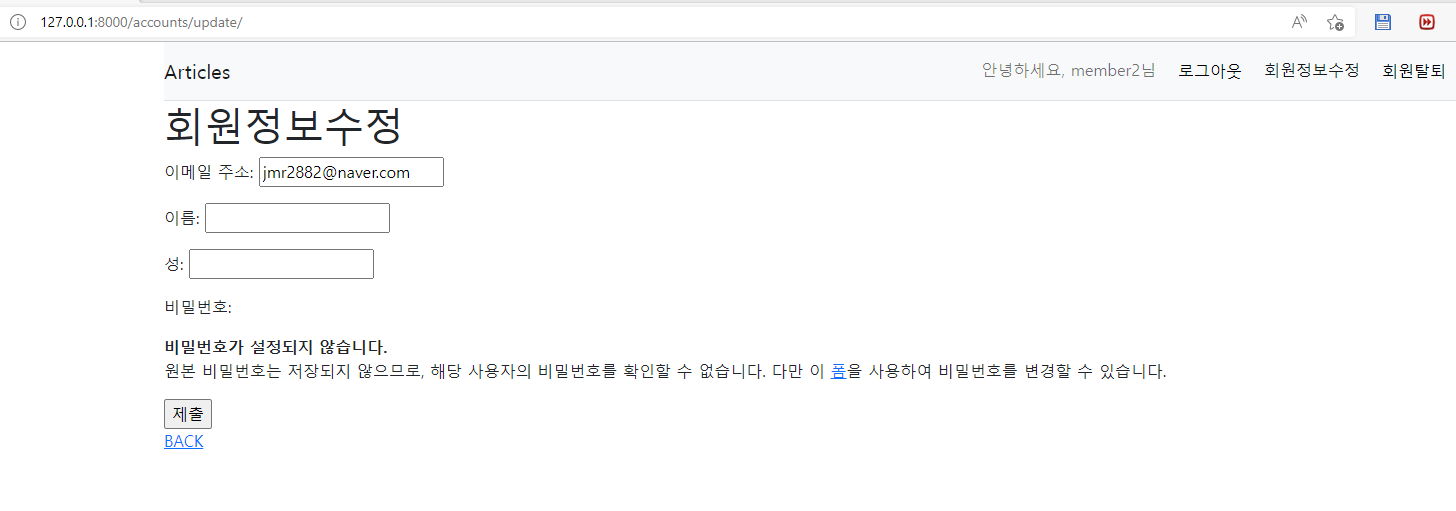 127.0.0.1:8000/accounts/update/
Articles 안녕하세요, member2님 로그아웃 회원정보수정 회원탈퇴
회원정보수정
이메일 주소: jmr2882@naver.com
이름:
성:
비밀번호:
비밀번호가 설정되지 않습니다.
원본 비밀번호는 저장되지 않으므로, 해당 사용자의 비밀번호를 확인할 수 없습니다. 다만 이 폼을 사용하여 비밀번호를 변경할 수 있습니다.
제출
BACK